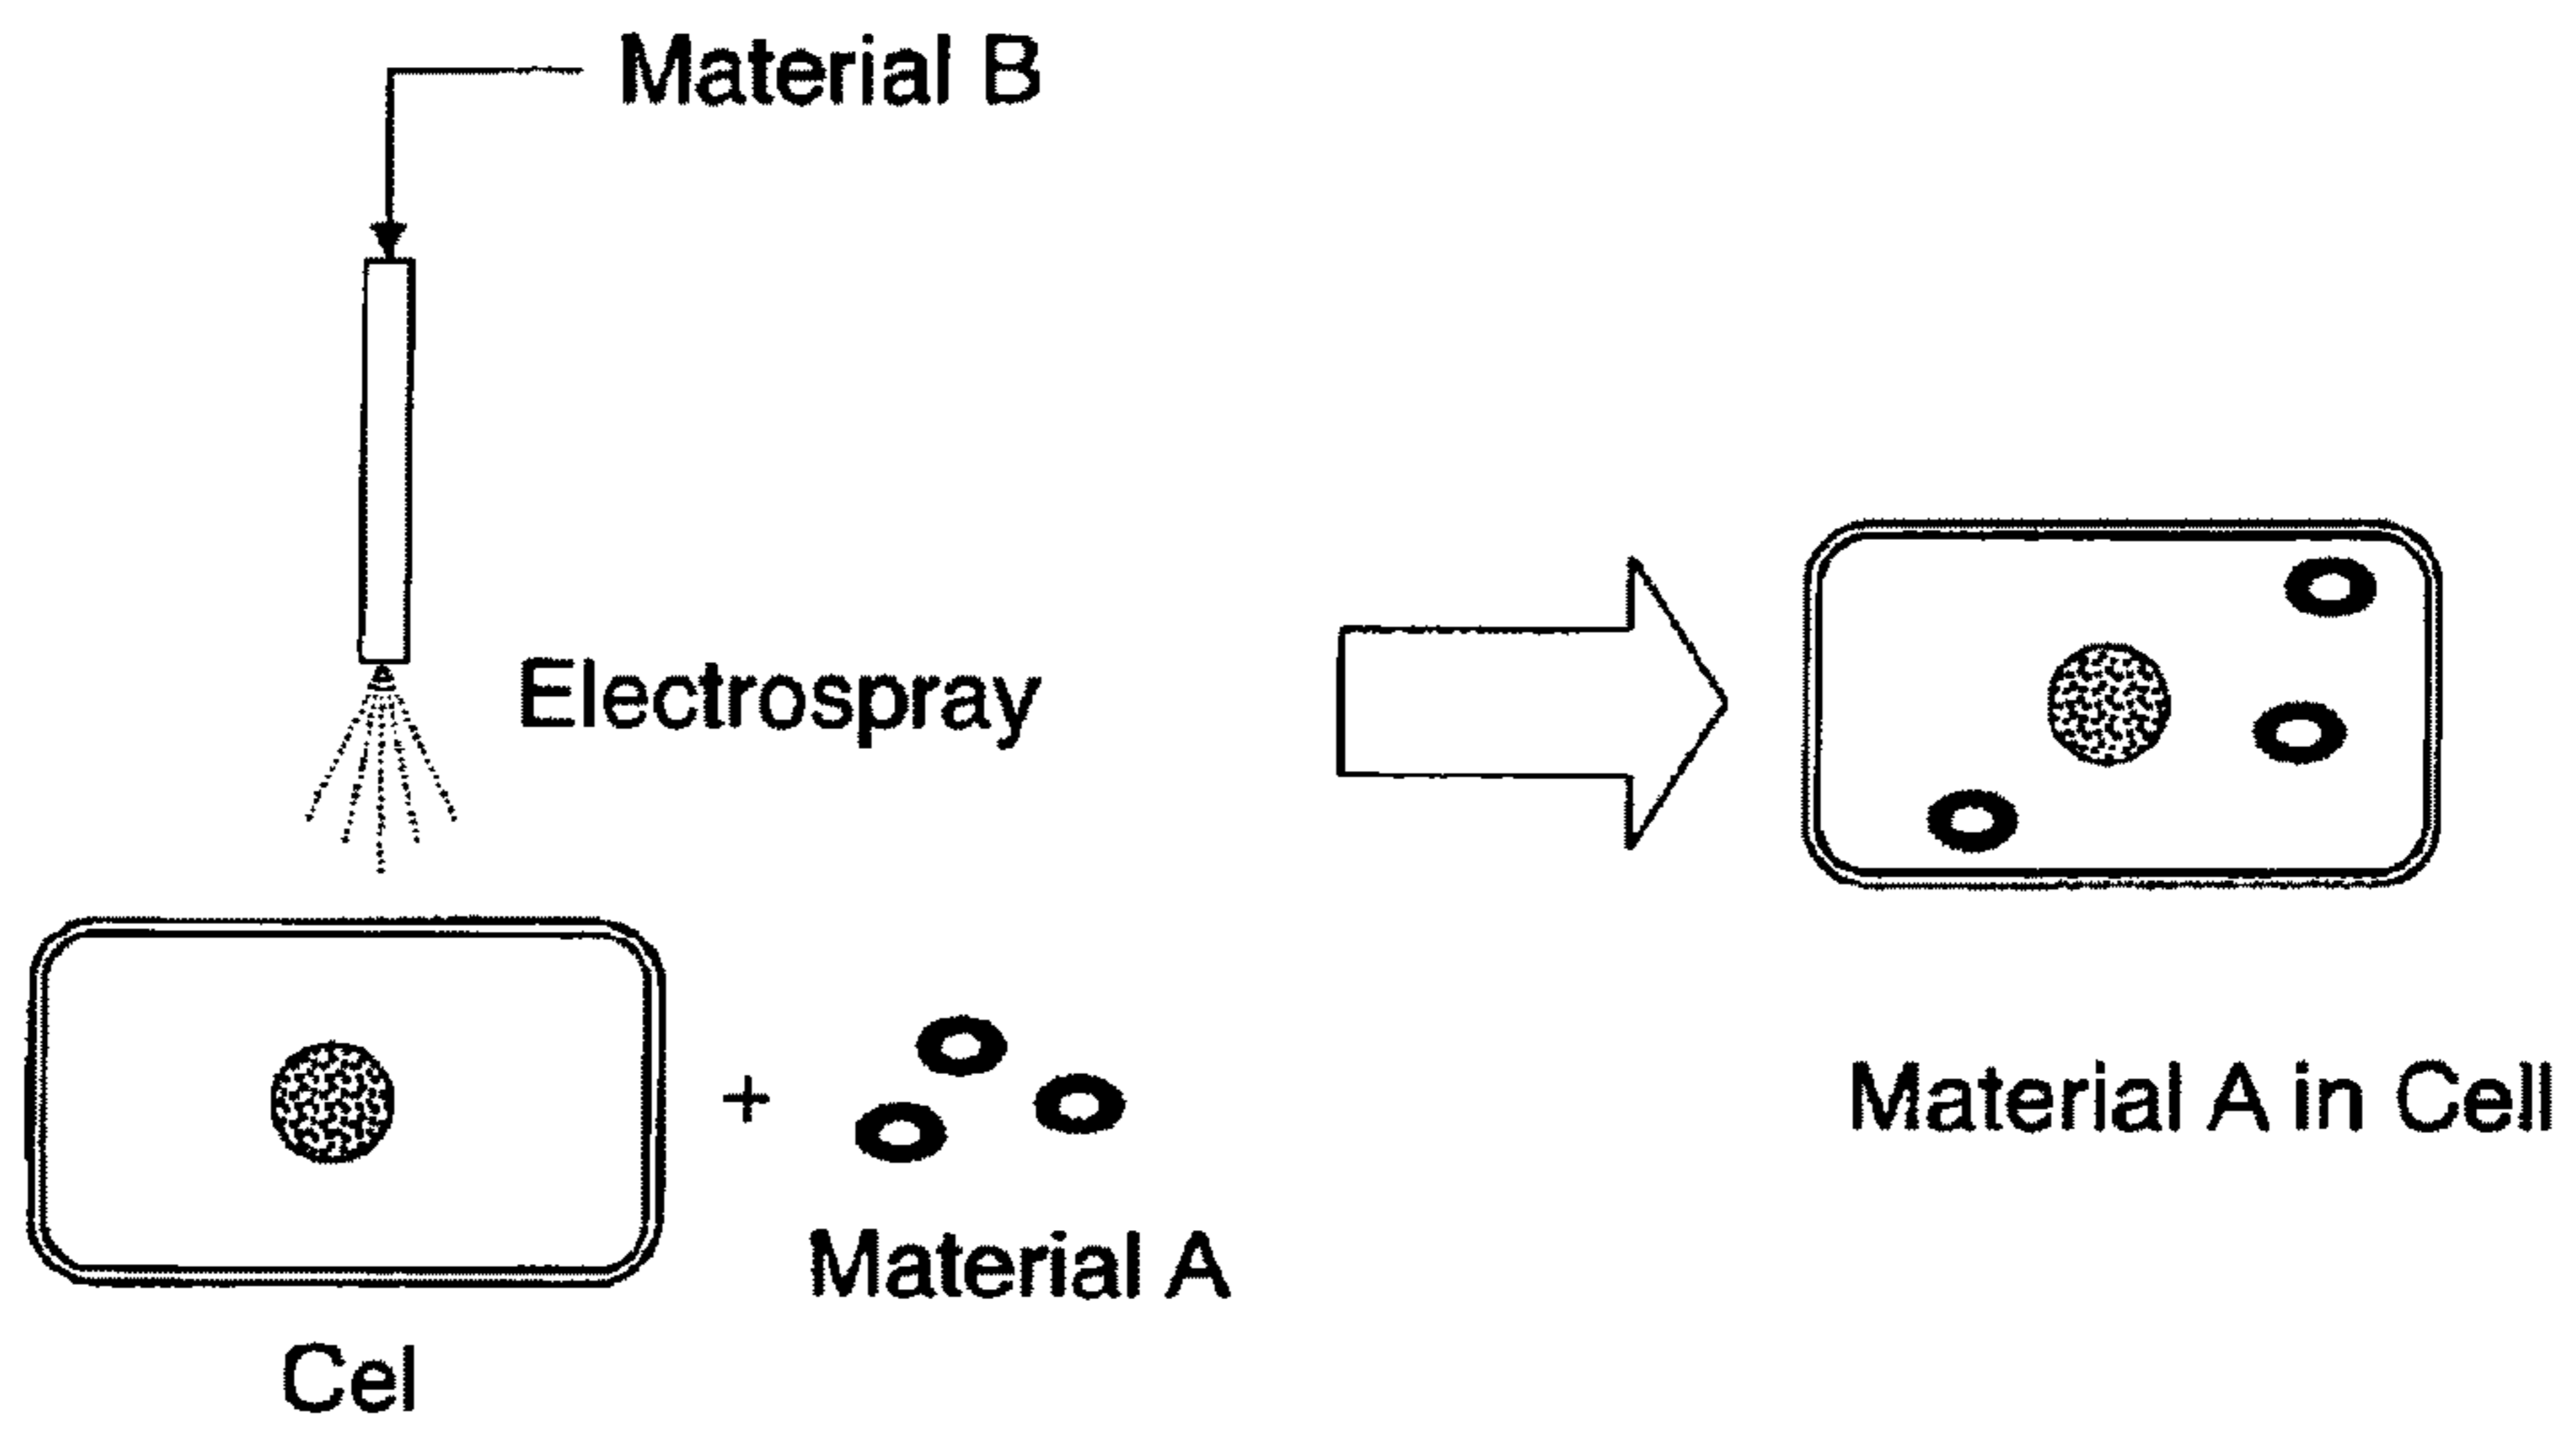 Material B
Electrospray
+
Material A
Cel
Material A in Cell